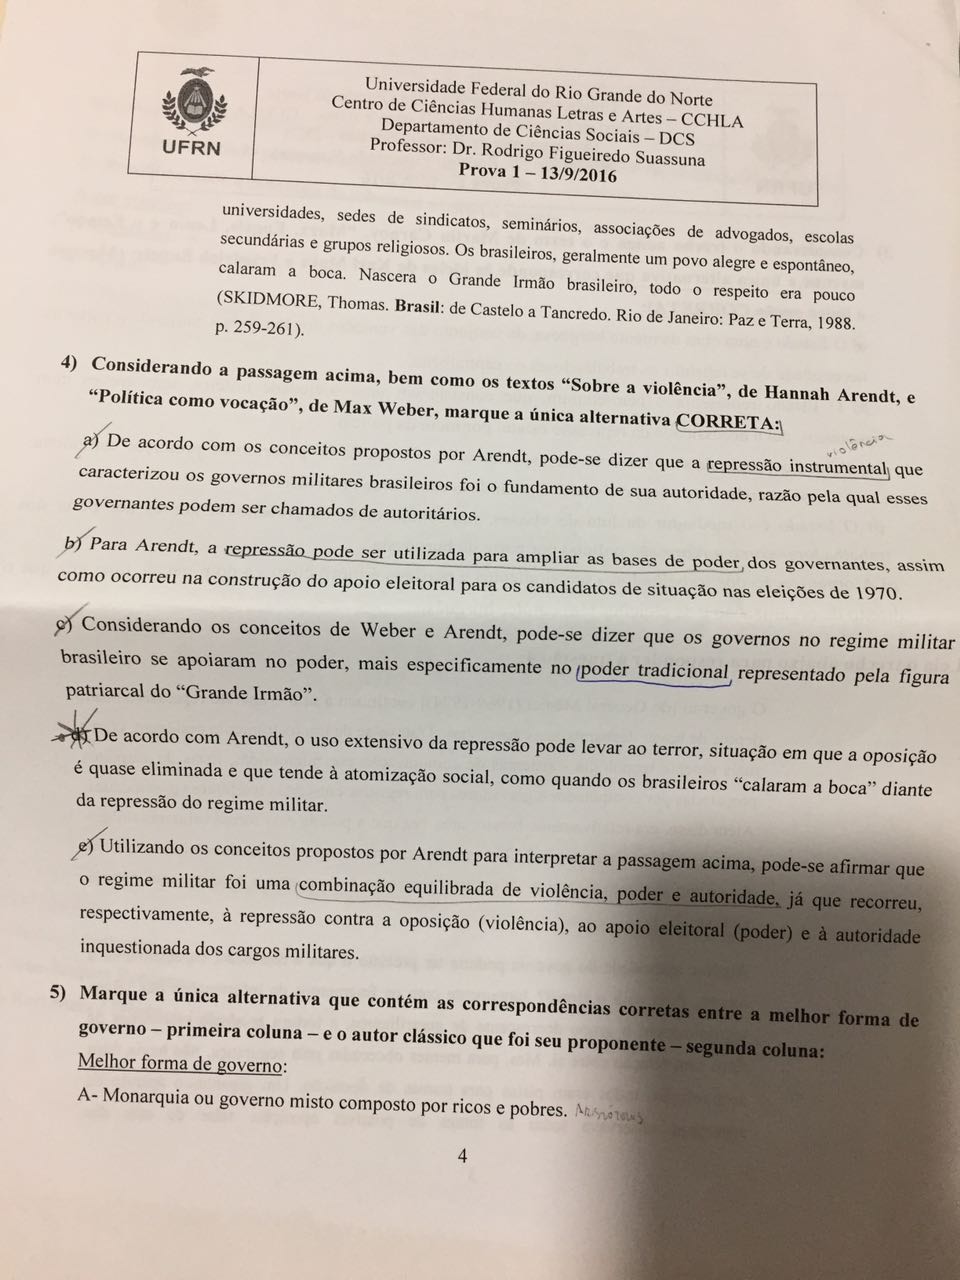 Universidade Federal do Rio Grande do Norte
Centro de Ciências Humanas Letras e Artes – CCHLA
Departamento de Ciências Sociais – DCS
Professor: Dr. Rodrigo Figueiredo Suassuna
Prova 1 – 13/9/2016
UFRN
universidades, sedes de sindicatos, seminários, associações de advogados, escolas
secundárias e grupos religiosos. Os brasileiros, geralmente um povo alegre e espontâneo,
calaram a boca. Nascera o Grande Irmão brasileiro, todo o respeito era pouco
(SKIDMORE, Thomas. Brasil: de Castelo a Tancredo. Rio de Janeiro: Paz e Terra, 1988.
p. 259-261).
4) Considerando a passagem acima, bem como os textos “Sobre a violência”, de Hannah Arendt, e
“Política como vocação”, de Max Weber, marque a única alternativa CORRETA:
violência
a) De acordo com os conceitos propostos por Arendt, pode-se dizer que a repressão instrumental que
caracterizou os governos militares brasileiros foi o fundamento de sua autoridade, razão pela qual esses
governantes podem ser chamados de autoritários.
b) Para Arendt, a repressão pode ser utilizada para ampliar as bases de poder dos governantes, assim
como ocorreu na construção do apoio eleitoral para os candidatos de situação nas eleições de 1970.
c) Considerando os conceitos de Weber e Arendt, pode-se dizer que os governos no regime militar
brasileiro se apoiaram no poder, mais especificamente no poder tradicional representado pela figura
patriarcal do “Grande Irmão”.
d) De acordo com Arendt, o uso extensivo da repressão pode levar ao terror, situação em que a oposição
é quase eliminada e que tende à atomização social, como quando os brasileiros “calaram a boca” diante
da repressão do regime militar.
e) Utilizando os conceitos propostos por Arendt para interpretar a passagem acima, pode-se afirmar que
o regime militar foi uma combinação equilibrada de violência, poder e autoridade, já que recorreu,
respectivamente, à repressão contra a oposição (violência), ao apoio eleitoral (poder) e à autoridade
inquestionada dos cargos militares.
5) Marque a única alternativa que contém as correspondências corretas entre a melhor forma de
governo – primeira coluna – e o autor clássico que foi seu proponente – segunda coluna:
Melhor forma de governo:
A- Monarquia ou governo misto composto por ricos e pobres.
4